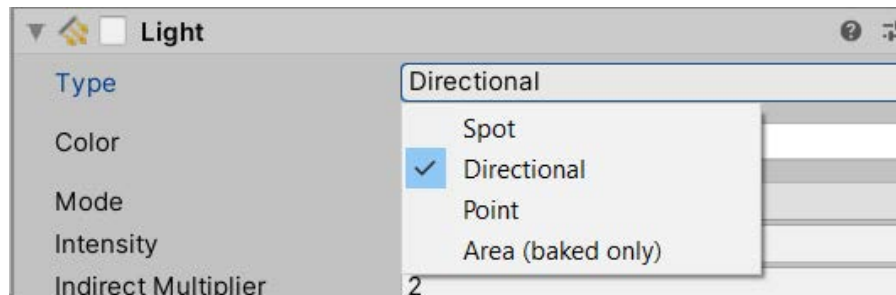 Light
Type Directional
Spot
Color
Directional
Mode
Point
Intensity
Area (baked only)
Indirect Multiplier 2